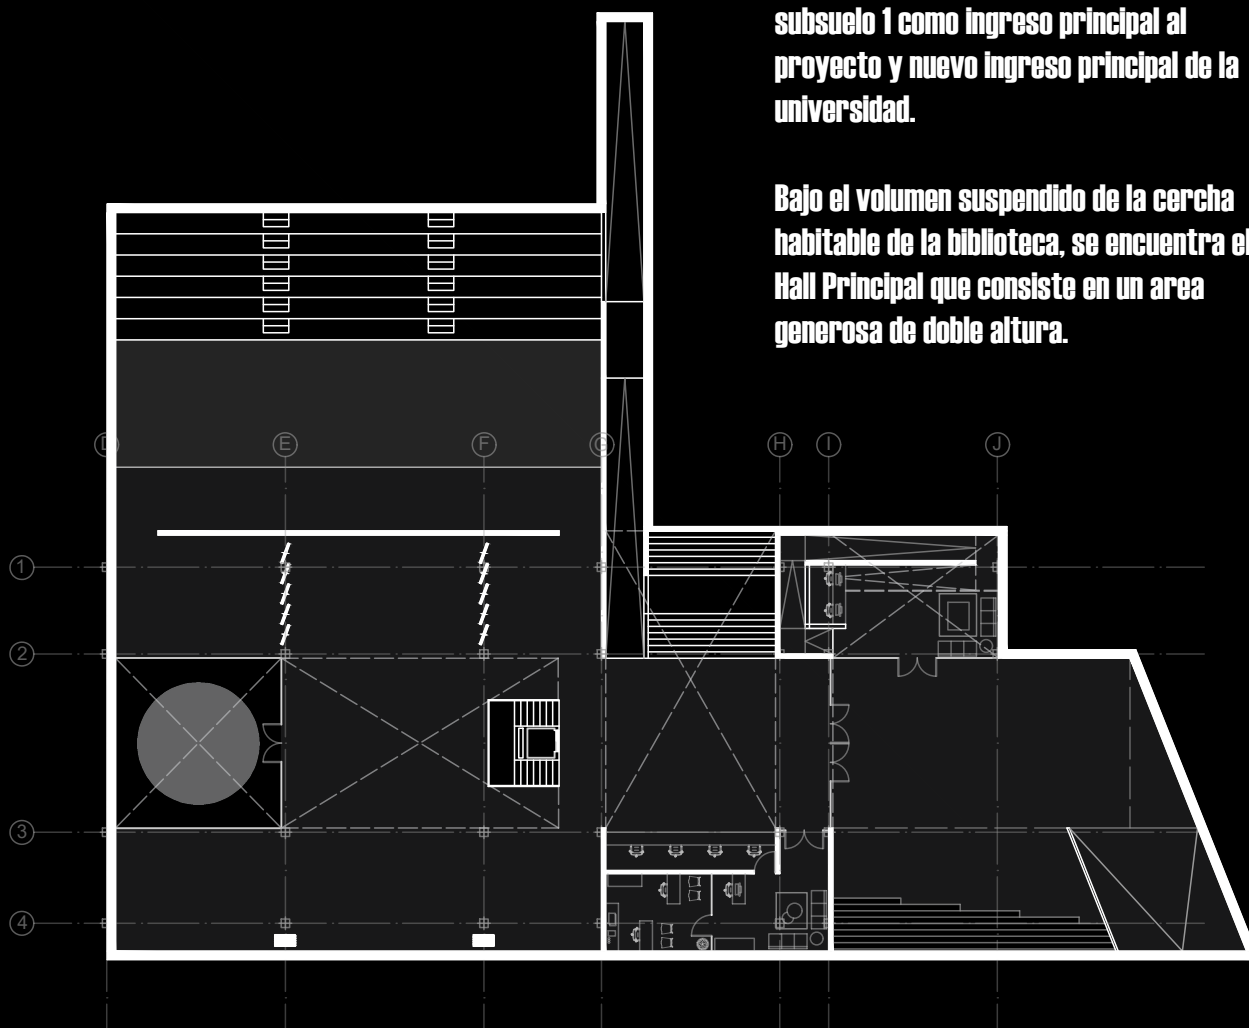 subsuelo 1 como ingreso principal al
proyecto y nuevo ingreso principal de la
universidad.
Bajo el volumen suspendido de la cercha
habitable de la biblioteca, se encuentra el
Hall Principal que consiste en un area
generosa de doble altura.
D E F G H I J
1
2
3
4